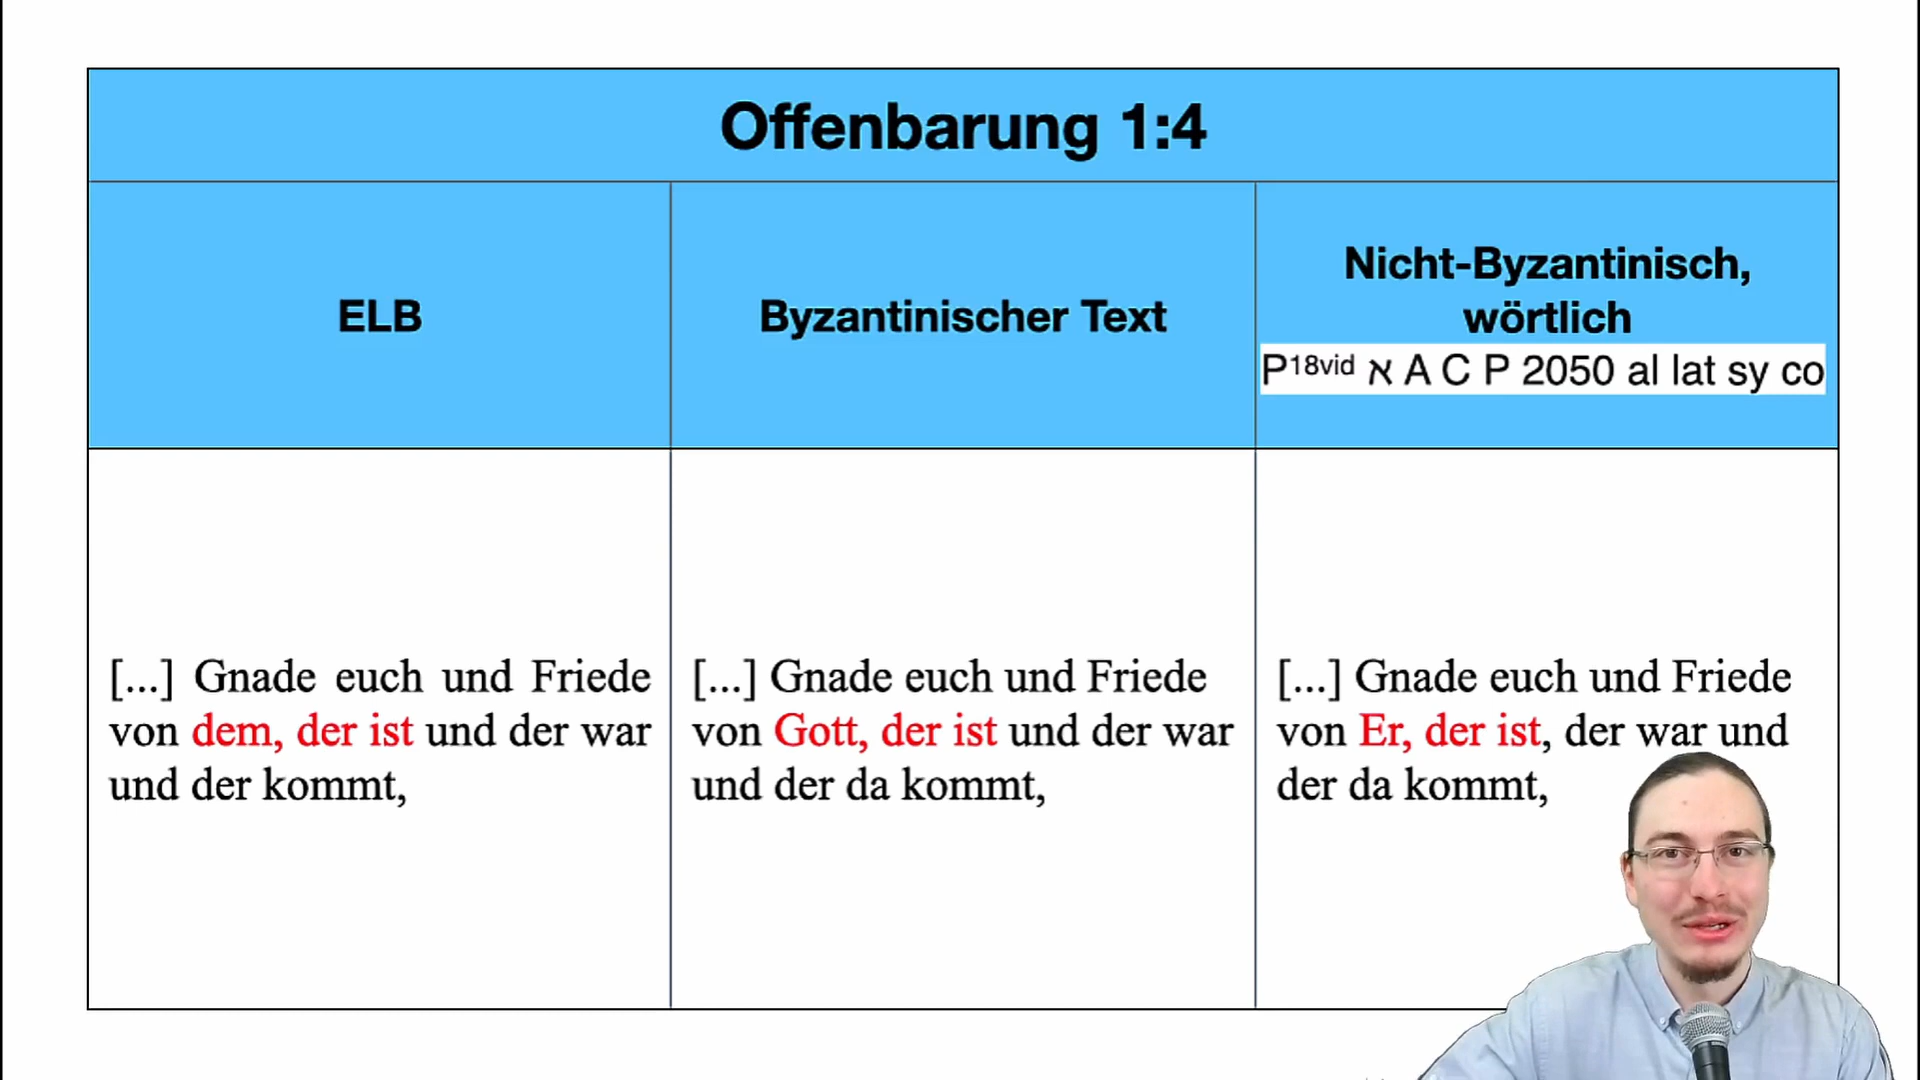 Offenbarung 1:4
ELB
Byzantinischer Text
Nicht-Byzantinisch,
wörtlich
P18vid א A C P 2050 al lat sy co
[...] Gnade euch und Friede
von dem, der ist und der war
und der kommt,
[...] Gnade euch und Friede
von Gott, der ist und der war
und der da kommt,
[...] Gnade euch und Friede
von Er, der ist, der war und
der da kommt,